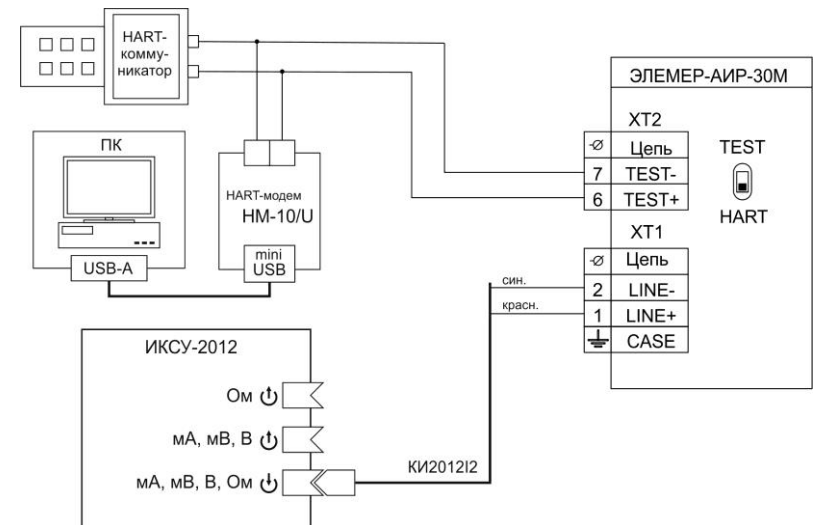 HART-
комму-
никатор
ЭЛЕМЕР-АИР-30М
XT2
Цепь
7 TEST-
6 TEST+
TEST
HART
XT1
Цепь
2 LINE-
1 LINE+
CASE
ПК
USB-A
HART-модем
HM-10/U
mini
USB
син.
красн.
ИКСУ-2012
Ом
мА, мВ, В
мА, мВ, В, Ом
КИ2012I2